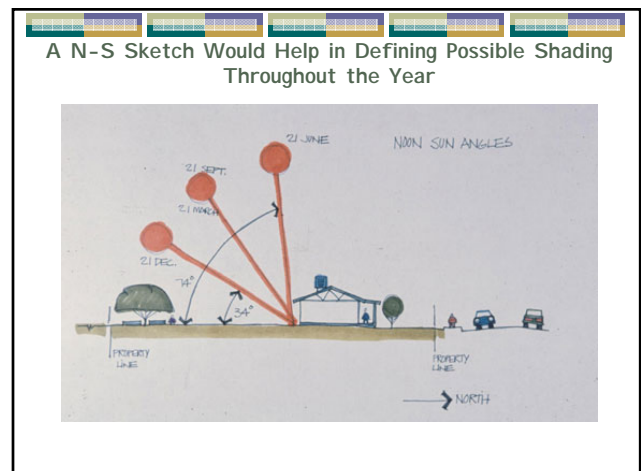 A N-S Sketch Would Help in Defining Possible Shading
Throughout the Year
21 JUNE
NOON SUN ANGLES
21 SEPT.
21 MARCH
21 DEC.
74°
34°
PROPERTY
LINE
PROPERTY
LINE
NORTH